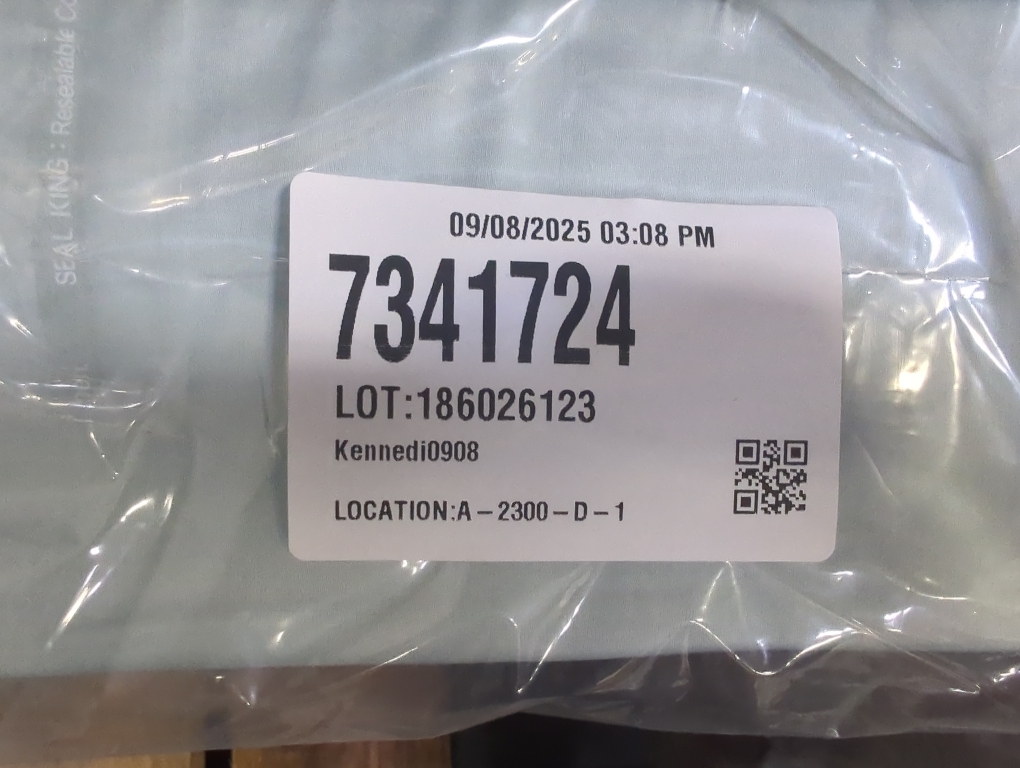 SEAL KING : Resealable
09/08/2025 03:08 PM
7341724
LOT:186026123
Kennedi0908
LOCATION:A-2300-D-1